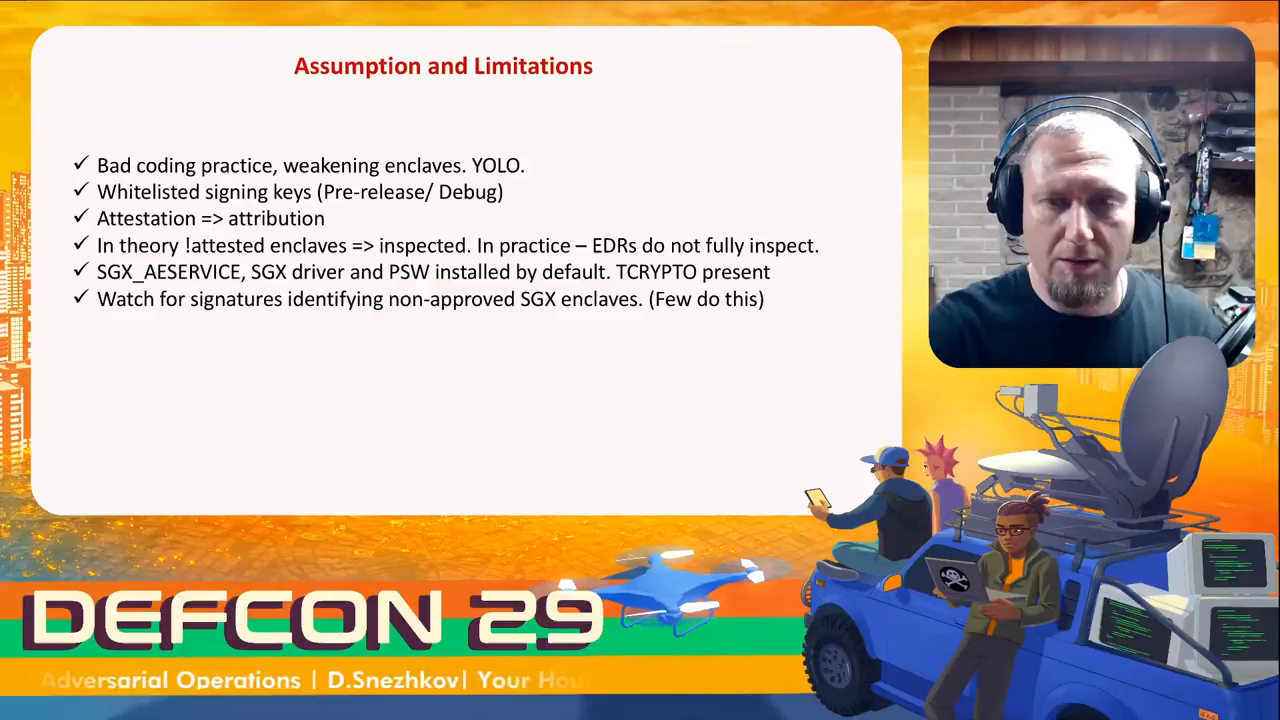 Assumption and Limitations
✓ Bad coding practice, weakening enclaves. YOLO.
✓ Whitelisted signing keys (Pre-release/ Debug)
✓ Attestation => attribution
✓ In theory !attested enclaves => inspected. In practice – EDRs do not fully inspect.
✓ SGX_AESERVICE, SGX driver and PSW installed by default. TCRYPTO present
✓ Watch for signatures identifying non-approved SGX enclaves. (Few do this)
DEFCON 29
Adversarial Operations | D.Snezhkov| Your